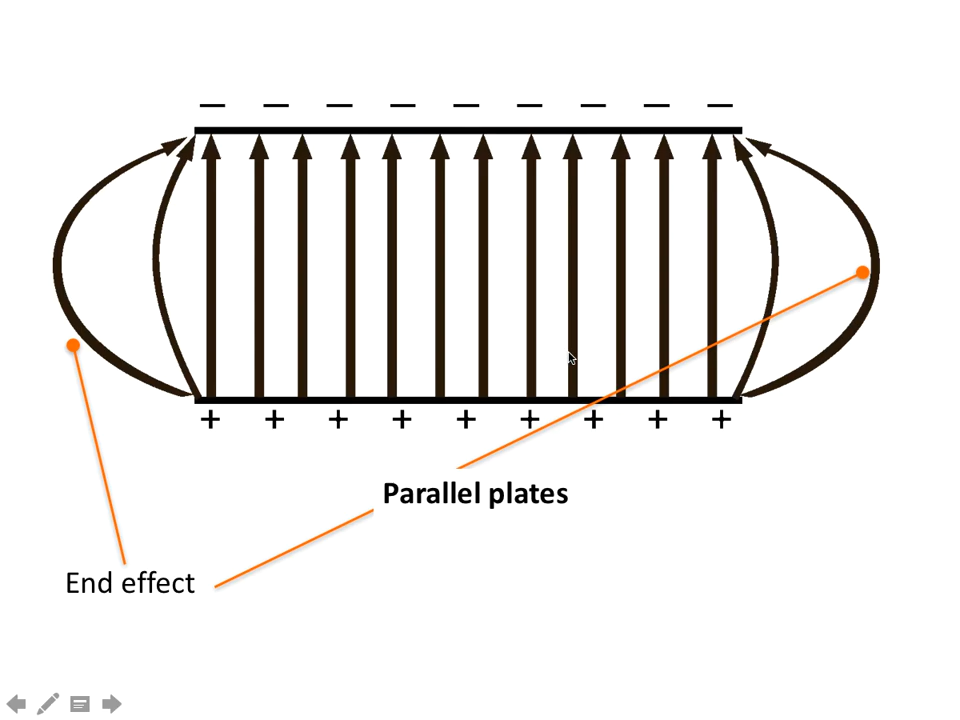 − − − − − − − − −
+ + + + + + + + +
Parallel plates
End effect